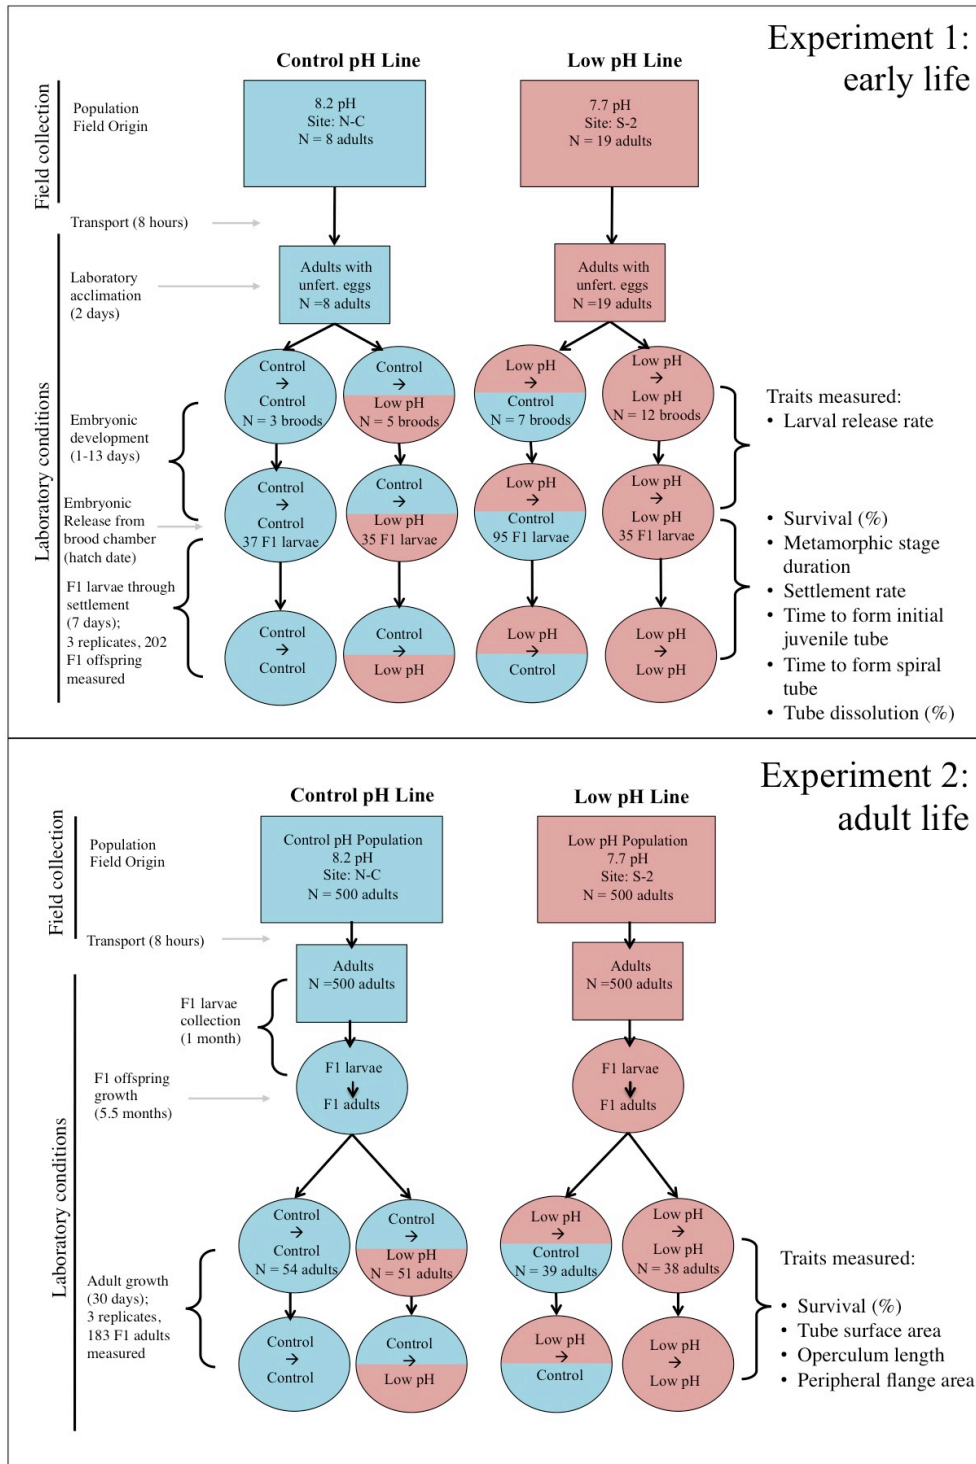 Experiment 1:
early life
Control pH Line
Low pH Line
Field collection
Population
Field Origin
8.2 pH
Site: N-C
N = 8 adults
7.7 pH
Site: S-2
N = 19 adults
Transport (8 hours)
Laboratory conditions
Laboratory
acclimation
(2 days)
Adults with
unfert. eggs
N =8 adults
Adults with
unfert. eggs
N =19 adults
Control
→
Control
N = 3 broods
Control
→
Low pH
N = 5 broods
Low pH
→
Control
N = 7 broods
Low pH
→
Low pH
N = 12 broods
Embryonic
development
(1-13 days)
Traits measured:
• Larval release rate
Embryonic
Release from
brood chamber
(hatch date)
Control
→
Control
37 F1 larvae
Control
→
Low pH
35 F1 larvae
Low pH
→
Control
95 F1 larvae
Low pH
→
Low pH
35 F1 larvae
F1 larvae through
settlement
(7 days);
3 replicates, 202
F1 offspring
measured
Control
→
Control
Control
→
Low pH
Low pH
→
Control
Low pH
→
Low pH
• Survival (%)
• Metamorphic stage
duration
• Settlement rate
• Time to form initial
juvenile tube
• Time to form spiral
tube
• Tube dissolution (%)
Experiment 2:
adult life
Control pH Line
Low pH Line
Field collection
Population
Field Origin
Control pH Population
8.2 pH
Site: N-C
N = 500 adults
Low pH Population
7.7 pH
Site: S-2
N = 500 adults
Transport (8 hours)
Laboratory conditions
Adults
N =500 adults
Adults
N =500 adults
F1 larvae
collection
(1 month)
F1 larvae
F1 adults
F1 larvae
F1 adults
F1 offspring
growth
(5.5 months)
Control
→
Control
N = 54 adults
Control
→
Low pH
N = 51 adults
Low pH
→
Control
N = 39 adults
Low pH
→
Low pH
N = 38 adults
Adult growth
(30 days);
3 replicates,
183 F1 adults
measured
Control
→
Control
Control
→
Low pH
Low pH
→
Control
Low pH
→
Low pH
Traits measured:
• Survival (%)
• Tube surface area
• Operculum length
• Peripheral flange area